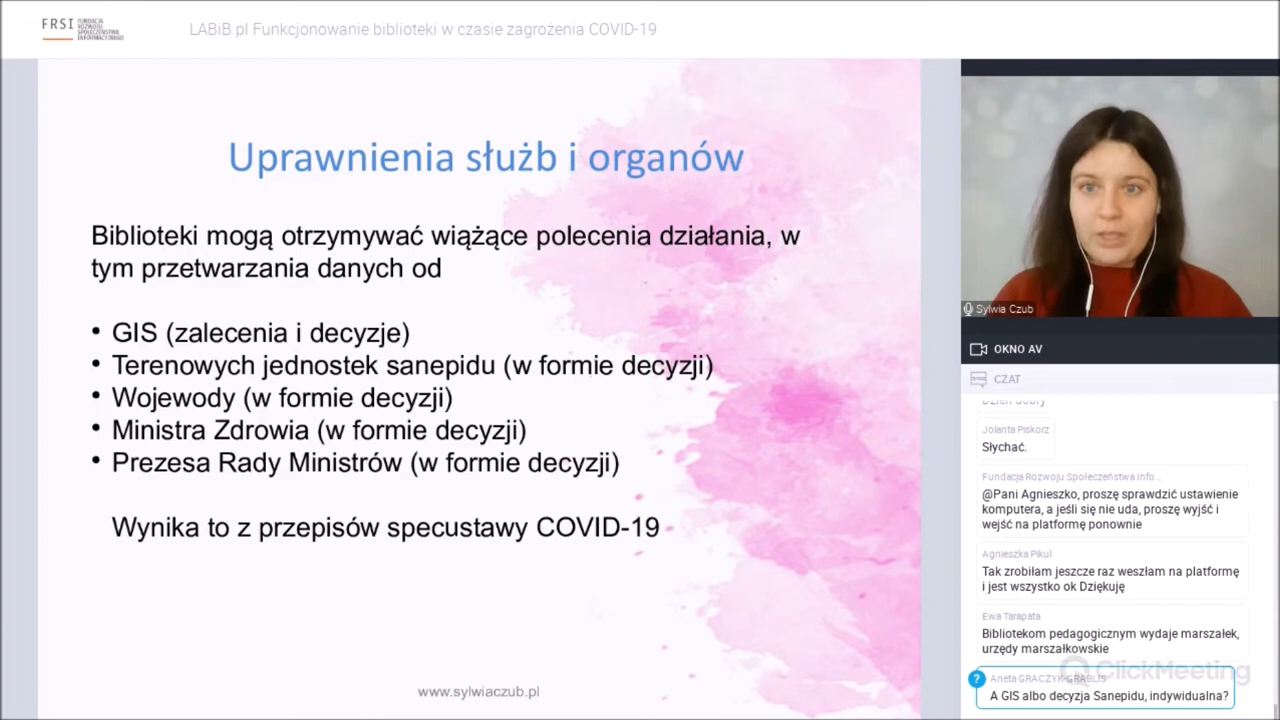 FRSI
FUNDACJA
ROZWOJU
SPOŁECZEŃSTWA
INFORMACYJNEGO
LABiB.pl Funkcjonowanie biblioteki w czasie zagrożenia COVID-19
Uprawnienia służb i organów
Biblioteki mogą otrzymywać wiążące polecenia działania, w
tym przetwarzania danych od
• GIS (zalecenia i decyzje)
• Terenowych jednostek sanepidu (w formie decyzji)
• Wojewody (w formie decyzji)
• Ministra Zdrowia (w formie decyzji)
• Prezesa Rady Ministrów (w formie decyzji)
Wynika to z przepisów specustawy COVID-19
www.sylwiaczub.pl
Sylwia Czub
OKNO AV
CZAT
Dzień dobry
Jolanta Piskorz
Słychać.
Fundacja Rozwoju Społeczeństwa Info...
@Pani Agnieszko, proszę sprawdzić ustawienie
komputera, a jeśli się nie uda, proszę wyjść i
wejść na platformę ponownie
Agnieszka Pikul
Tak zrobiłam jeszcze raz weszłam na platformę
i jest wszystko ok Dziękuję
Ewa Tarapata
Bibliotekom pedagogicznym wydaje marszałek,
urzędy marszałkowskie
ClickMeeting
? Aneta GRACZYK-GRABLIS
A GIS albo decyzja Sanepidu, indywidualna?